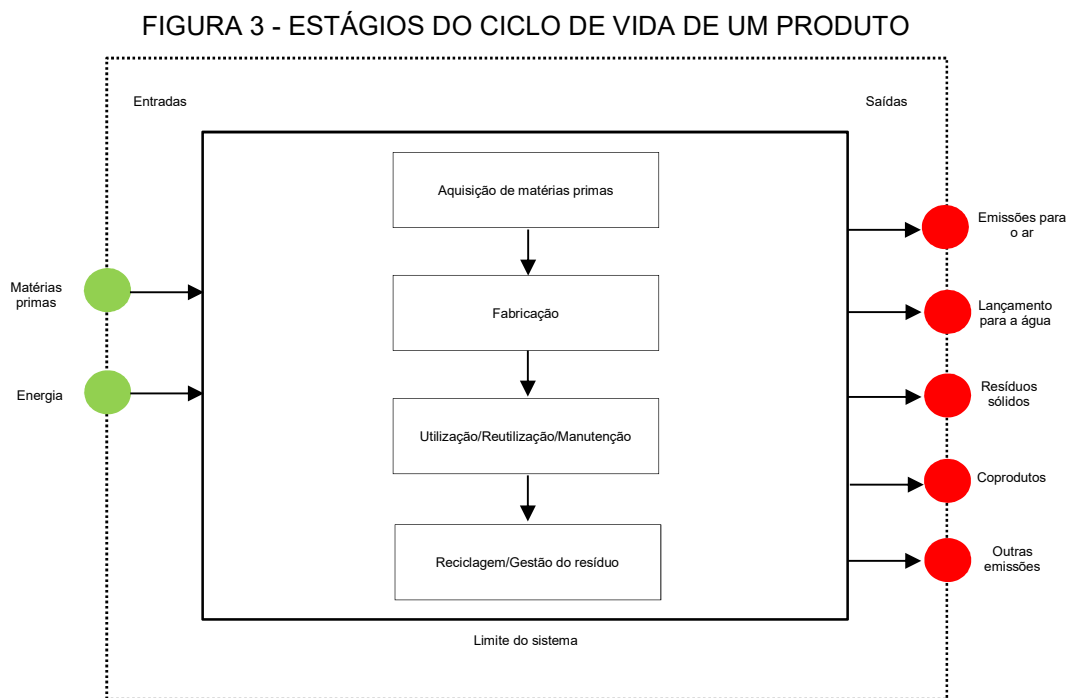 FIGURA 3 - ESTÁGIOS DO CICLO DE VIDA DE UM PRODUTO
Entradas
Saídas
Aquisição de matérias primas
Emissões para
o ar
Matérias
primas
Fabricação
Lançamento
para a água
Energia
Resíduos
sólidos
Utilização/Reutilização/Manutenção
Coprodutos
Reciclagem/Gestão do resíduo
Outras
emissões
Limite do sistema